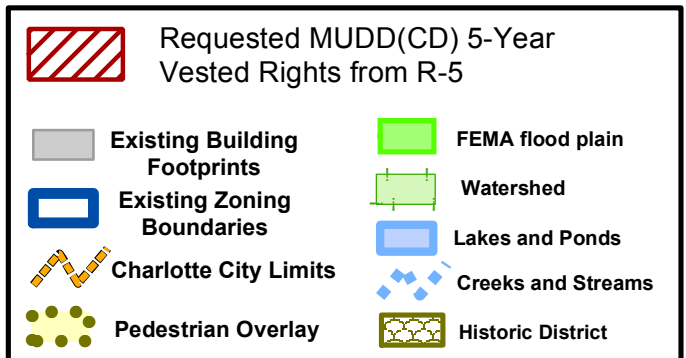 Requested MUDD(CD) 5-Year
Vested Rights from R-5
Existing Building
Footprints
Existing Zoning
Boundaries
Charlotte City Limits
Pedestrian Overlay
FEMA flood plain
Watershed
Lakes and Ponds
Creeks and Streams
Historic District